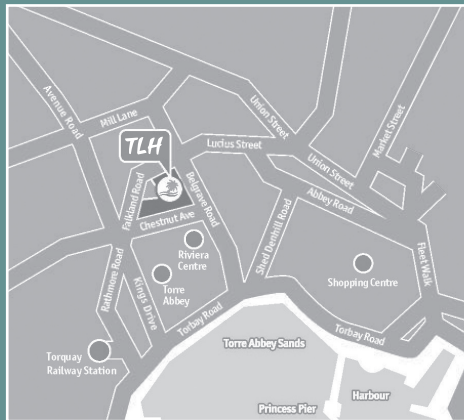 Avenue Road
Mill Lane
Union Street
Market Street
TLH
Lucius Street
Union Street
Falkland Road
Belgrave Road
Abbey Road
Chestnut Ave
Shed Denhill Road
Fleet Walk
Riviera
Centre
Rathmore Road
Kings Drive
Torre
Abbey
Shopping Centre
Torbay Road
Torbay Road
Torquay
Railway Station
Torre Abbey Sands
Harbour
Princess Pier